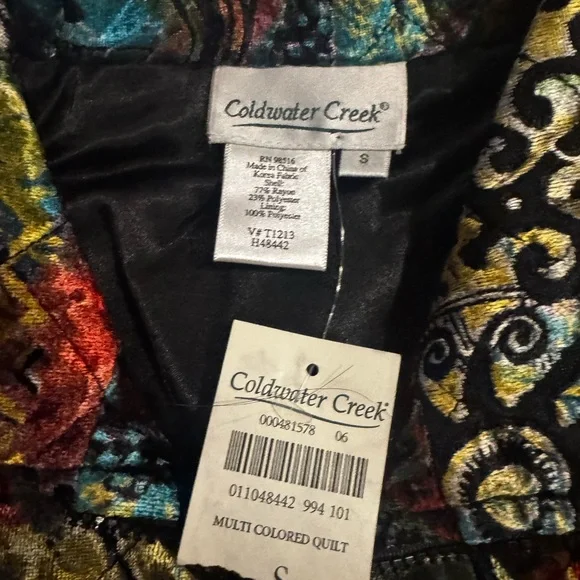 Coldwater Creek®
S
RN 98516
Made in China of
Korea Fabric
Shell:
77% Rayon
23% Polyester
Lining:
100% Polyester
V# T1213
H48442
Coldwater Creek®
000481578 06
011048442 994 101
MULTI COLORED QUILT
S